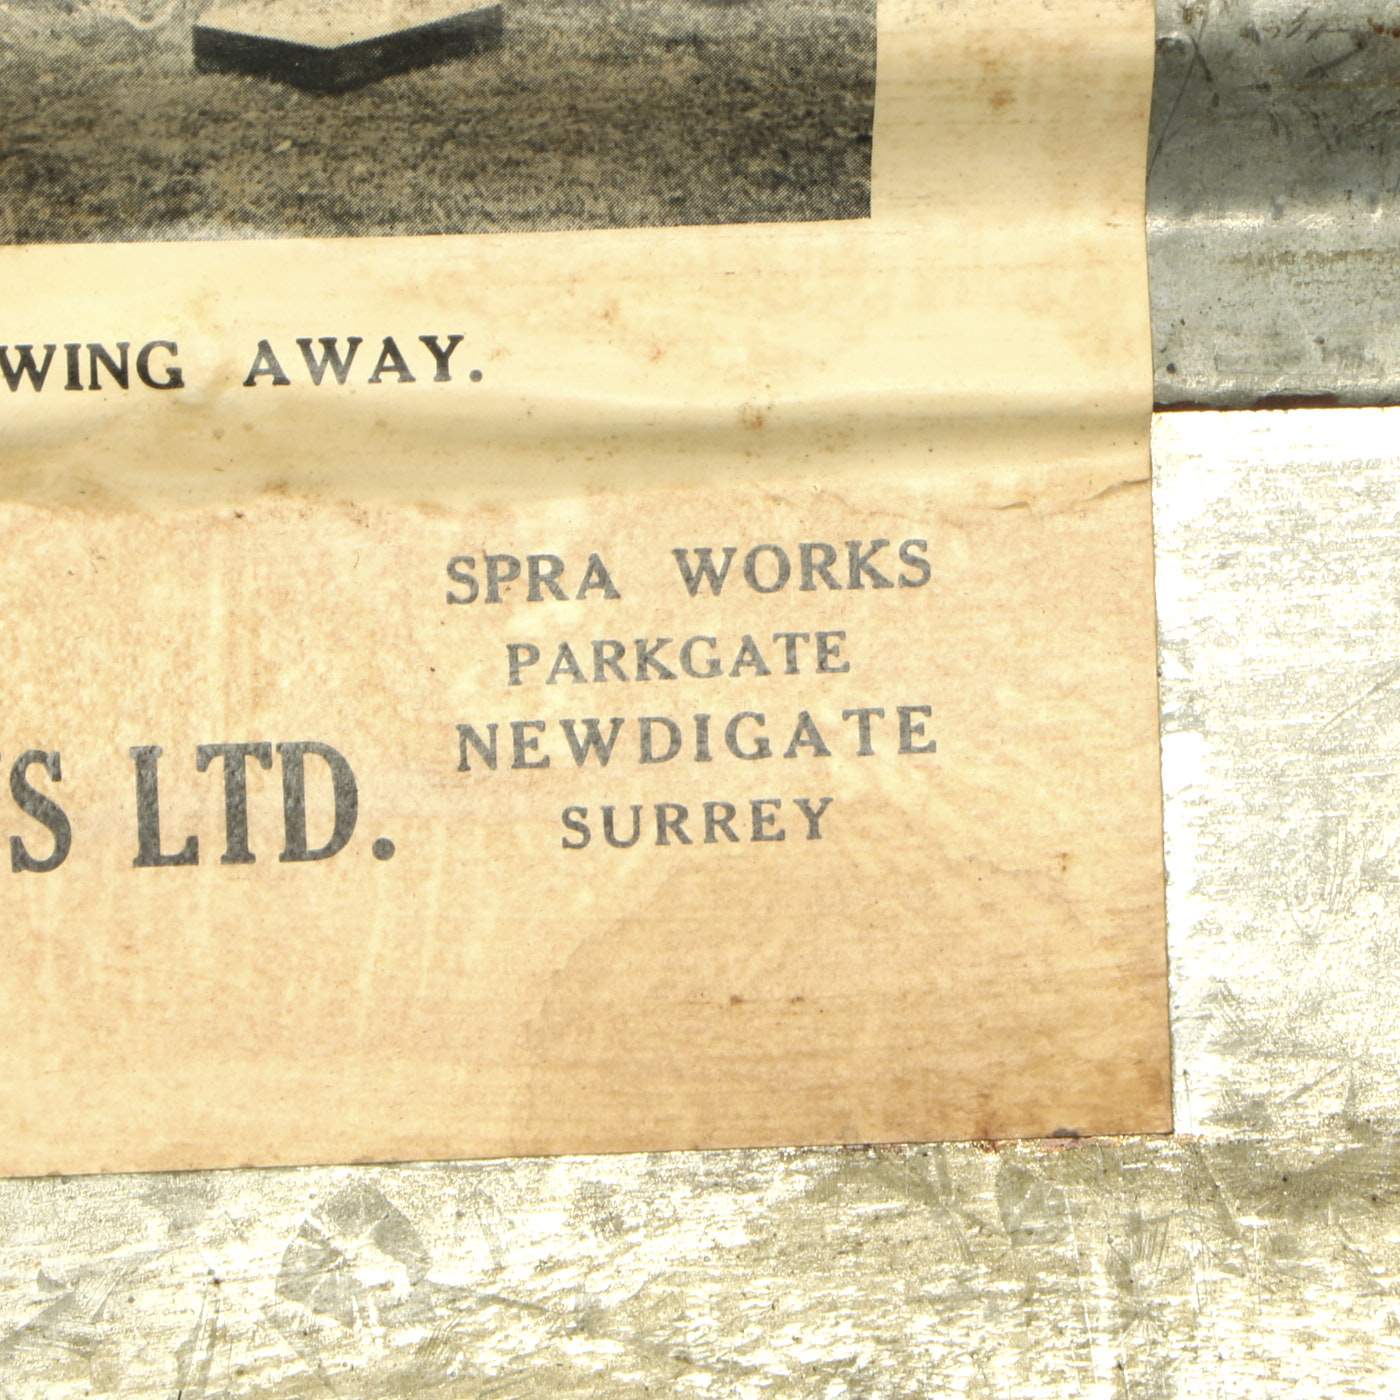 WING AWAY.
SPRA WORKS
PARKGATE
NEWDIGATE
S LTD.
SURREY